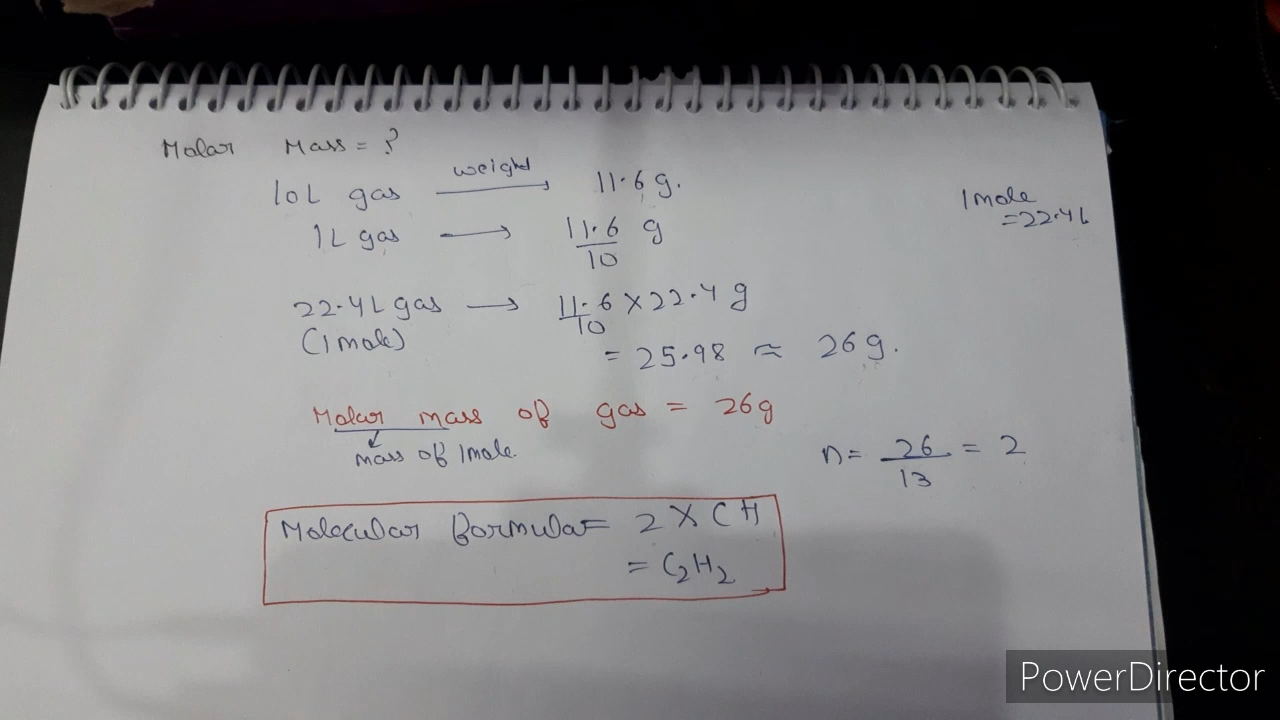 Molar Mass = ?
10L gas weight → 11.6 g.
1L gas → 11.6/10 g
1 mole
= 22.4L
22.4L gas → 11.6/10 × 22.4 g
(1 mole)
= 25.98 ≈ 26 g.
Molar mass of gas = 26g
mass of 1 mole.
n = 26/13 = 2
Molecular formula = 2 × CH
= C₂H₂
PowerDirector